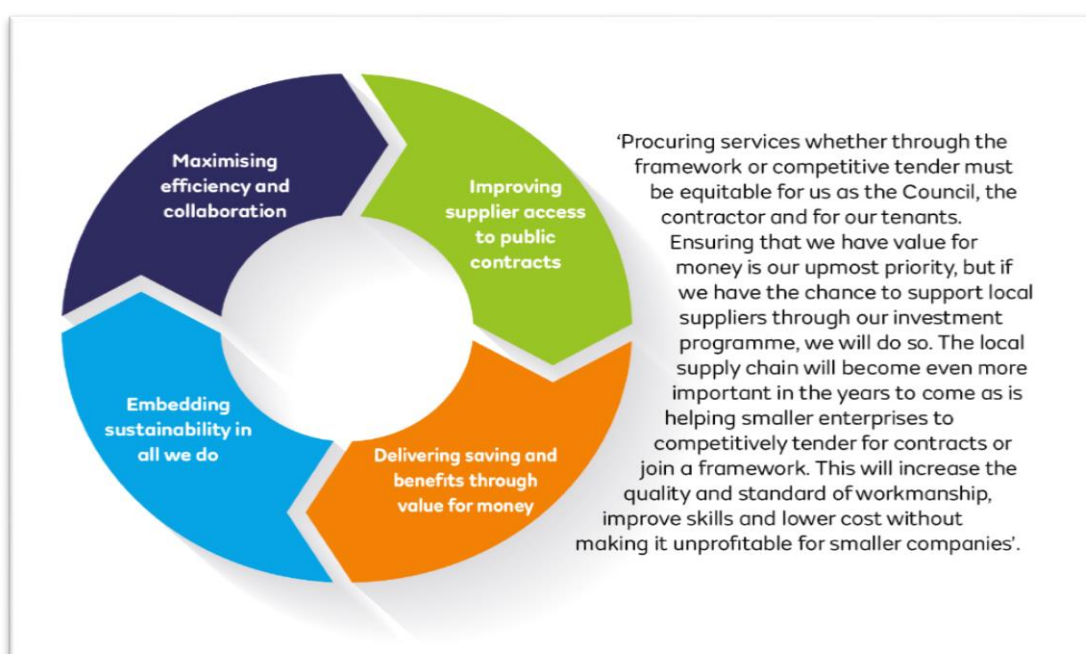 Maximising
efficiency and
collaboration
Improving
supplier access
to public
contracts
Embedding
sustainability in
all we do
Delivering saving and
benefits through
value for money
‘Procuring services whether through the
framework or competitive tender must
be equitable for us as the Council, the
contractor and for our tenants.
Ensuring that we have value for
money is our upmost priority, but if
we have the chance to support local
suppliers through our investment
programme, we will do so. The local
supply chain will become even more
important in the years to come as is
helping smaller enterprises to
competitively tender for contracts or
join a framework. This will increase the
quality and standard of workmanship,
improve skills and lower cost without
making it unprofitable for smaller companies’.